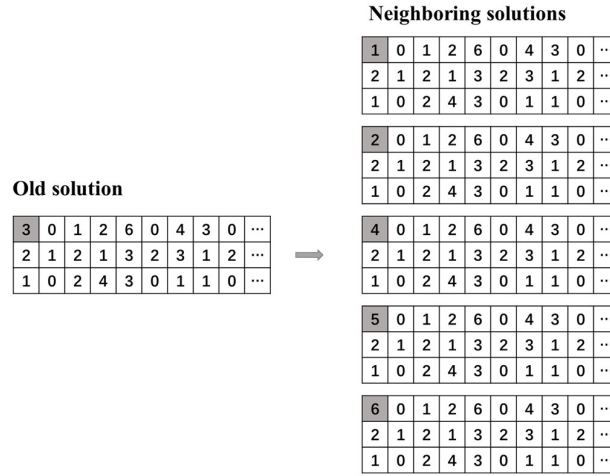 Neighboring solutions
1 0 1 2 6 0 4 3 0 ··
2 1 2 1 3 2 3 1 2 ··
1 0 2 4 3 0 1 1 0 ··
2 0 1 2 6 0 4 3 0 ··
2 1 2 1 3 2 3 1 2 ··
1 0 2 4 3 0 1 1 0 ··
Old solution
3 0 1 2 6 0 4 3 0 ···
2 1 2 1 3 2 3 1 2 ···
1 0 2 4 3 0 1 1 0 ···
4 0 1 2 6 0 4 3 0 ··
2 1 2 1 3 2 3 1 2 ··
1 0 2 4 3 0 1 1 0 ··
5 0 1 2 6 0 4 3 0 ··
2 1 2 1 3 2 3 1 2 ··
1 0 2 4 3 0 1 1 0 ··
6 0 1 2 6 0 4 3 0 ··
2 1 2 1 3 2 3 1 2 ··
1 0 2 4 3 0 1 1 0 ··